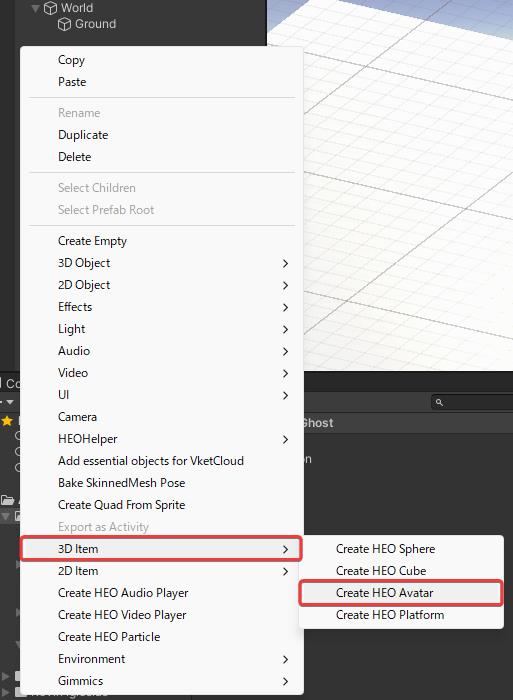 World
Ground
Copy
Paste
Rename
Duplicate
Delete
Select Children
Select Prefab Root
Create Empty
3D Object
2D Object
Effects
Light
Audio
Video
UI
Camera
HEOHelper
Add essential objects for VketCloud
Bake SkinnedMesh Pose
Create Quad From Sprite
Export as Activity
3D Item
2D Item
Create HEO Audio Player
Create HEO Video Player
Create HEO Particle
Environment
Gimmics
Create HEO Sphere
Create HEO Cube
Create HEO Avatar
Create HEO Platform
Ghost